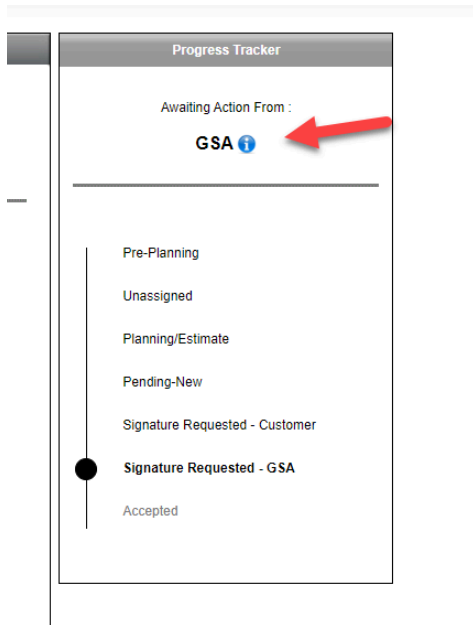 Progress Tracker
Awaiting Action From :
GSA
Pre-Planning
Unassigned
Planning/Estimate
Pending-New
Signature Requested - Customer
Signature Requested - GSA
Accepted